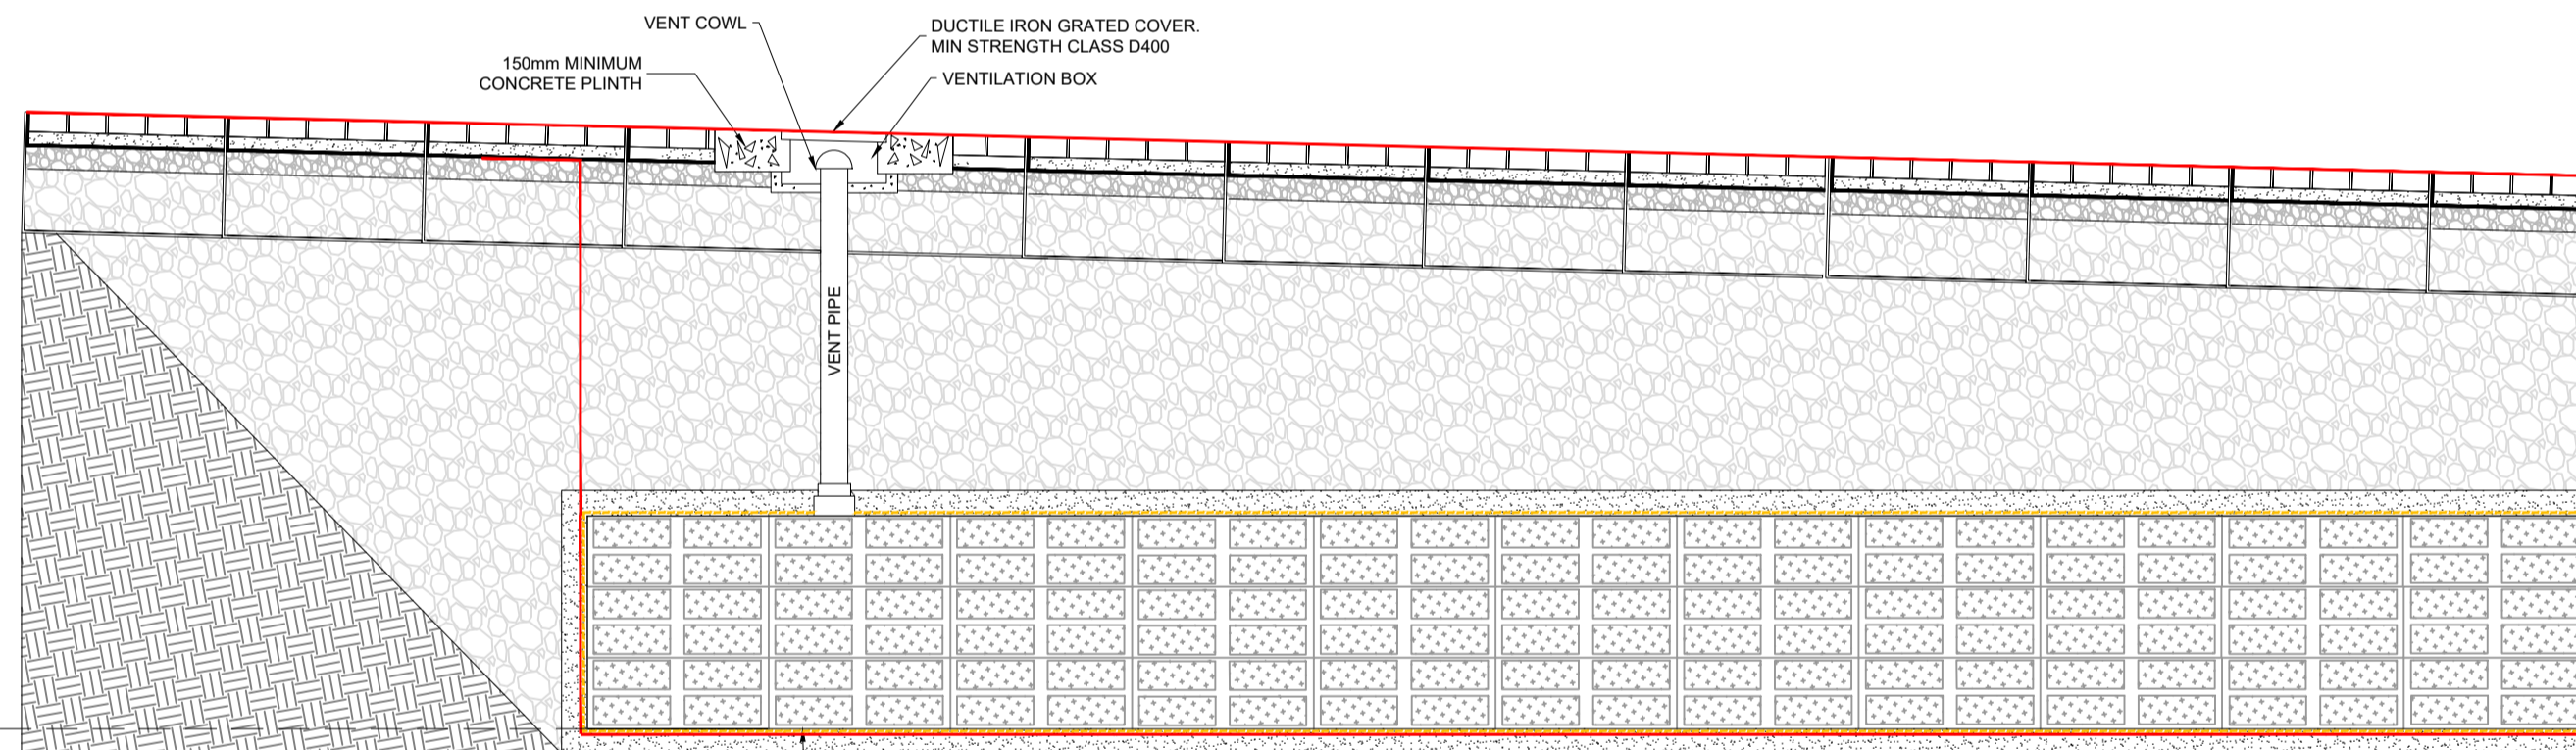 VENT COWL
DUCTILE IRON GRATED COVER.
MIN STRENGTH CLASS D400
150mm MINIMUM
CONCRETE PLINTH
VENTILATION BOX
VENT PIPE